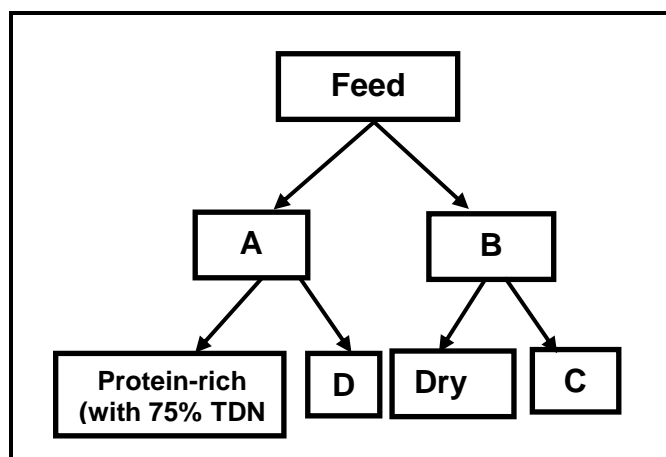 Feed
A
B
Protein-rich
(with 75% TDN
D
Dry
C